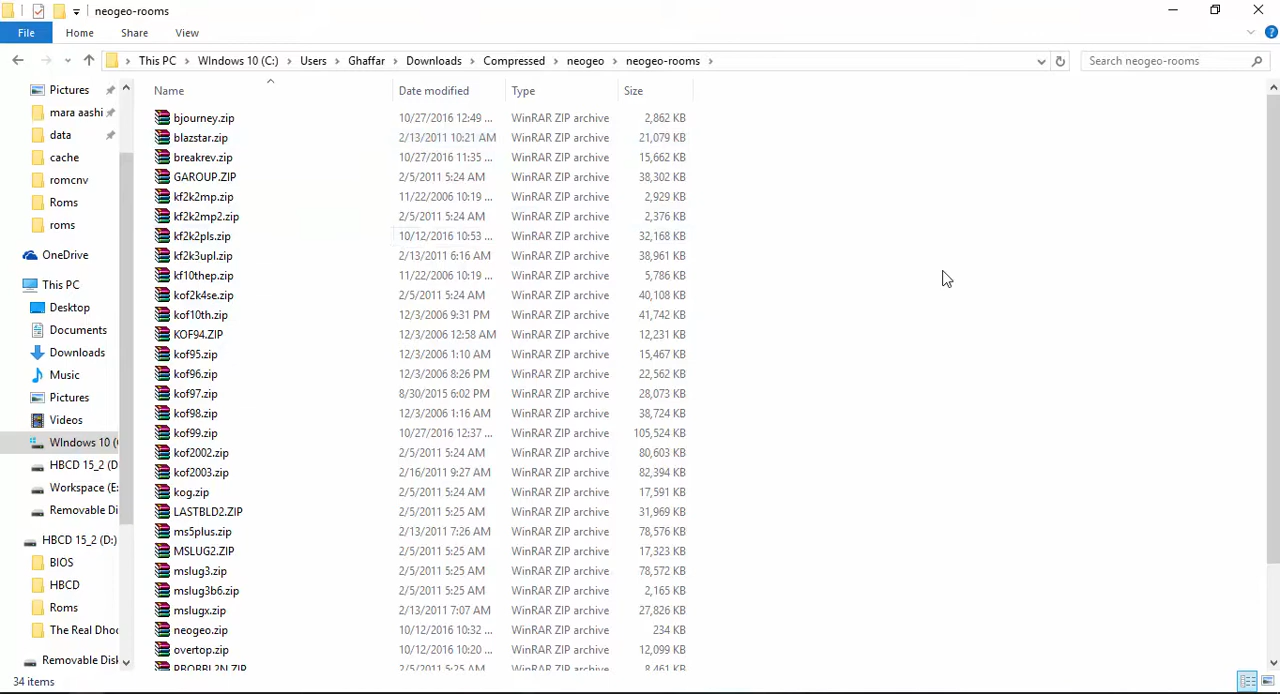 neogeo-rooms
File Home Share View
This PC Windows 10 (C:) Users Ghaffar Downloads Compressed neogeo neogeo-rooms Search neogeo-rooms
Name Date modified Type Size
Pictures
mara aashi
data
cache
romcnv
Roms
roms
OneDrive
This PC
Desktop
Documents
Downloads
Music
Pictures
Videos
WIndows 10 (
HBCD 15_2 (D
Workspace (E:
Removable Di
HBCD 15_2 (D:)
BIOS
HBCD
Roms
The Real Dho
Removable Disk
bjourney.zip 10/27/2016 12:49 ... WinRAR ZIP archive 2,862 KB
blazstar.zip 2/13/2011 10:21 AM WinRAR ZIP archive 21,079 KB
breakrev.zip 10/27/2016 11:35 ... WinRAR ZIP archive 15,662 KB
GAROUP.ZIP 2/5/2011 5:24 AM WinRAR ZIP archive 38,302 KB
kf2k2mp.zip 11/22/2006 10:19 ... WinRAR ZIP archive 2,929 KB
kf2k2mp2.zip 2/5/2011 5:24 AM WinRAR ZIP archive 2,376 KB
kf2k2pls.zip 10/12/2016 10:53 ... WinRAR ZIP archive 32,168 KB
kf2k3upl.zip 2/13/2011 6:16 AM WinRAR ZIP archive 38,961 KB
kf10thep.zip 11/22/2006 10:19 ... WinRAR ZIP archive 5,786 KB
kof2k4se.zip 2/5/2011 5:24 AM WinRAR ZIP archive 40,108 KB
kof10th.zip 12/3/2006 9:31 PM WinRAR ZIP archive 41,742 KB
KOF94.ZIP 12/3/2006 12:58 AM WinRAR ZIP archive 12,231 KB
kof95.zip 12/3/2006 1:10 AM WinRAR ZIP archive 15,467 KB
kof96.zip 12/3/2006 8:26 PM WinRAR ZIP archive 22,562 KB
kof97.zip 8/30/2015 6:02 PM WinRAR ZIP archive 28,073 KB
kof98.zip 12/3/2006 1:16 AM WinRAR ZIP archive 38,724 KB
kof99.zip 10/27/2016 12:37 ... WinRAR ZIP archive 105,524 KB
kof2002.zip 2/5/2011 5:24 AM WinRAR ZIP archive 80,603 KB
kof2003.zip 2/16/2011 9:27 AM WinRAR ZIP archive 82,394 KB
kog.zip 2/5/2011 5:24 AM WinRAR ZIP archive 17,591 KB
LASTBLD2.ZIP 2/5/2011 5:25 AM WinRAR ZIP archive 31,969 KB
ms5plus.zip 2/13/2011 7:26 AM WinRAR ZIP archive 78,576 KB
MSLUG2.ZIP 2/5/2011 5:25 AM WinRAR ZIP archive 17,323 KB
mslug3.zip 2/5/2011 5:25 AM WinRAR ZIP archive 78,572 KB
mslug3b6.zip 2/5/2011 5:25 AM WinRAR ZIP archive 2,165 KB
mslugx.zip 2/13/2011 7:07 AM WinRAR ZIP archive 27,826 KB
neogeo.zip 10/12/2016 10:32 ... WinRAR ZIP archive 234 KB
overtop.zip 10/12/2016 10:20 ... WinRAR ZIP archive 12,099 KB
PBOBBL2N.ZIP 2/5/2011 5:25 AM WinRAR ZIP archive 8,461 KB
34 items